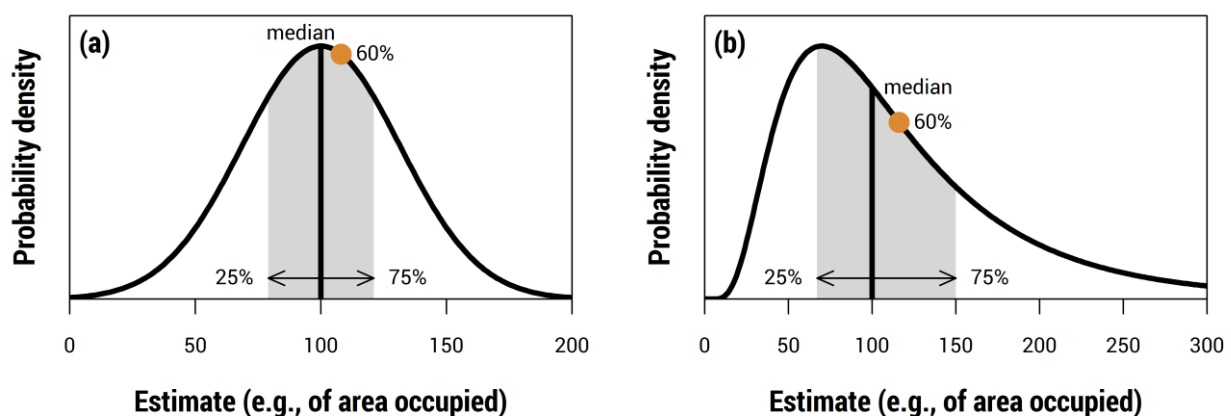 (a)
median
60%
25%
75%
0 50 100 150 200
Estimate (e.g., of area occupied)
Probability density
(b)
median
60%
25%
75%
0 50 100 150 200 250 300
Estimate (e.g., of area occupied)
Probability density